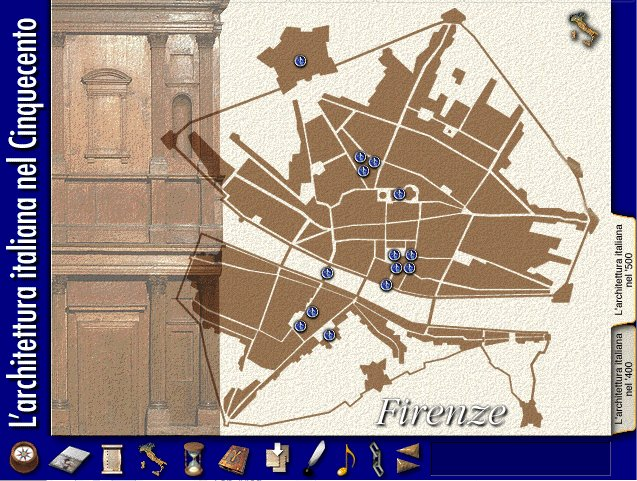 L'architettura italiana nel Cinquecento
L'architettura italiana
nel '500
L'architettura italiana
nel '400
Firenze